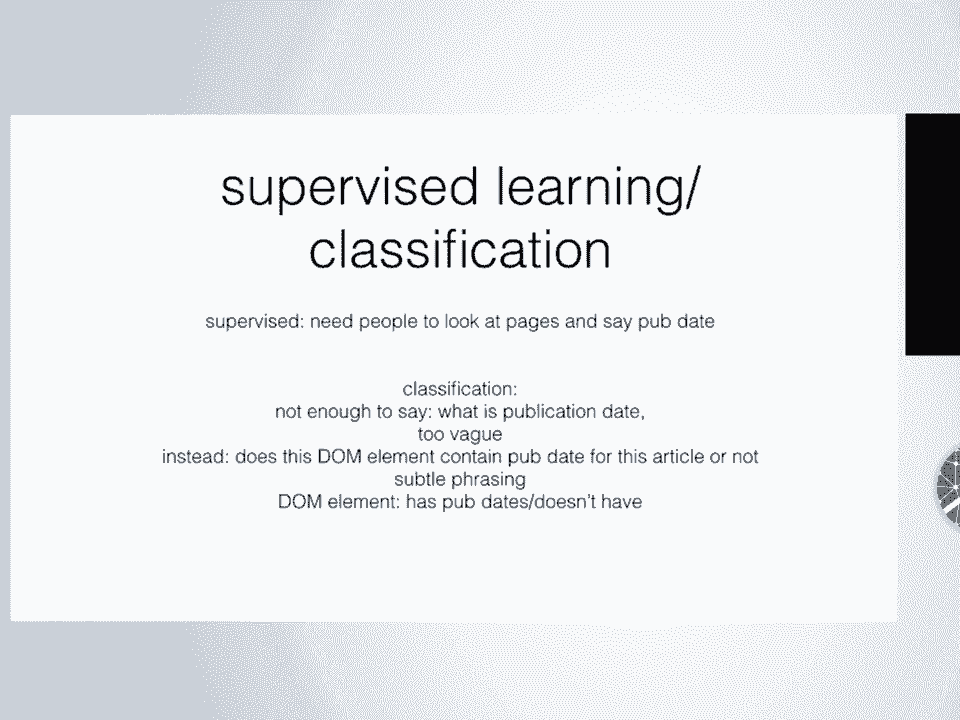 supervised learning/
classification
supervised: need people to look at pages and say pub date
classification:
not enough to say: what is publication date,
too vague
instead: does this DOM element contain pub date for this article or not
subtle phrasing
DOM element: has pub dates/doesn't have